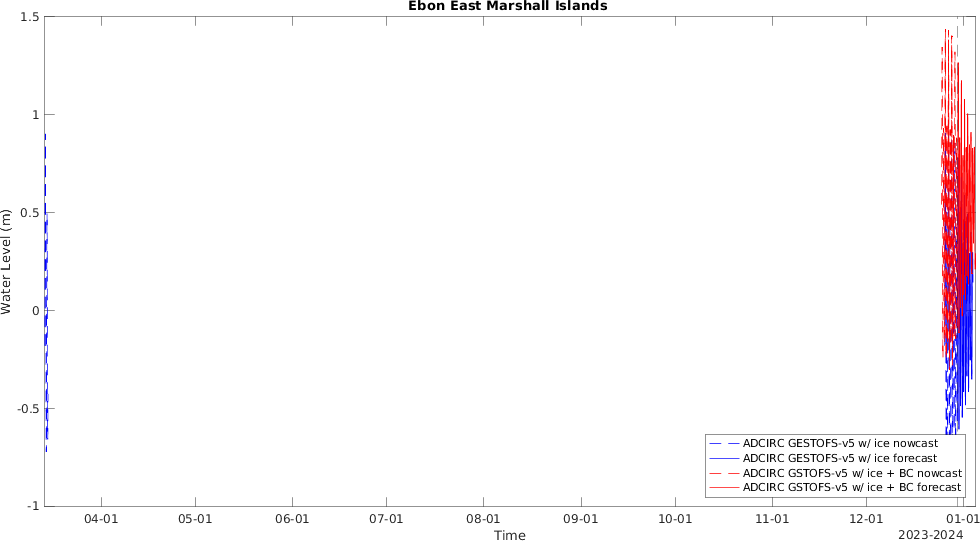 Ebon East Marshall Islands
1.5
1
0.5
0
-0.5
-1
Water Level (m)
04-01 05-01 06-01 07-01 08-01 09-01 10-01 11-01 12-01 01-01
Time
2023-2024
ADCIRC GESTOFS-v5 w/ ice nowcast
ADCIRC GESTOFS-v5 w/ ice forecast
ADCIRC GSTOFS-v5 w/ ice + BC nowcast
ADCIRC GSTOFS-v5 w/ ice + BC forecast